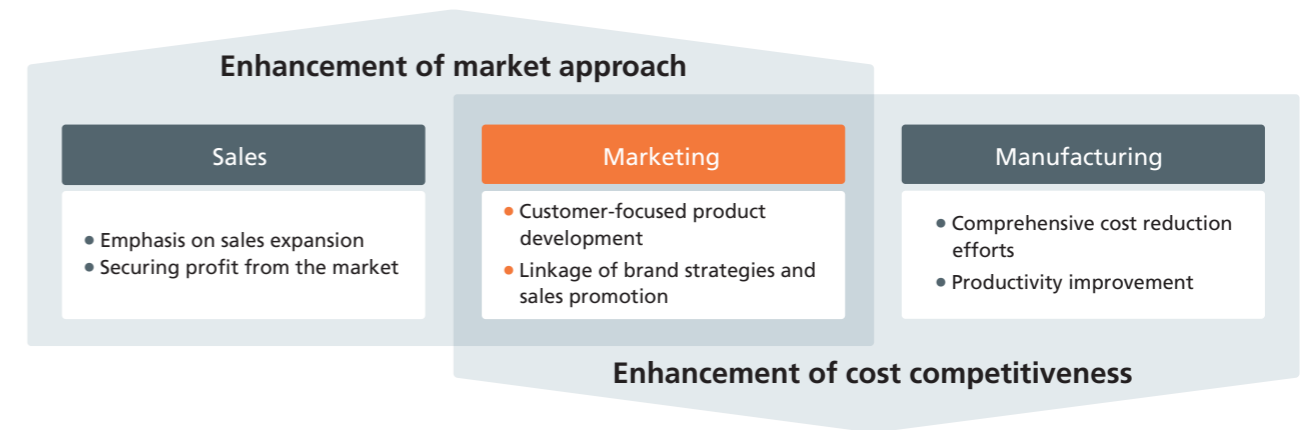 Enhancement of market approach
Sales
• Emphasis on sales expansion
• Securing profit from the market
Marketing
• Customer-focused product
development
• Linkage of brand strategies and
sales promotion
Manufacturing
• Comprehensive cost reduction
efforts
• Productivity improvement
Enhancement of cost competitiveness